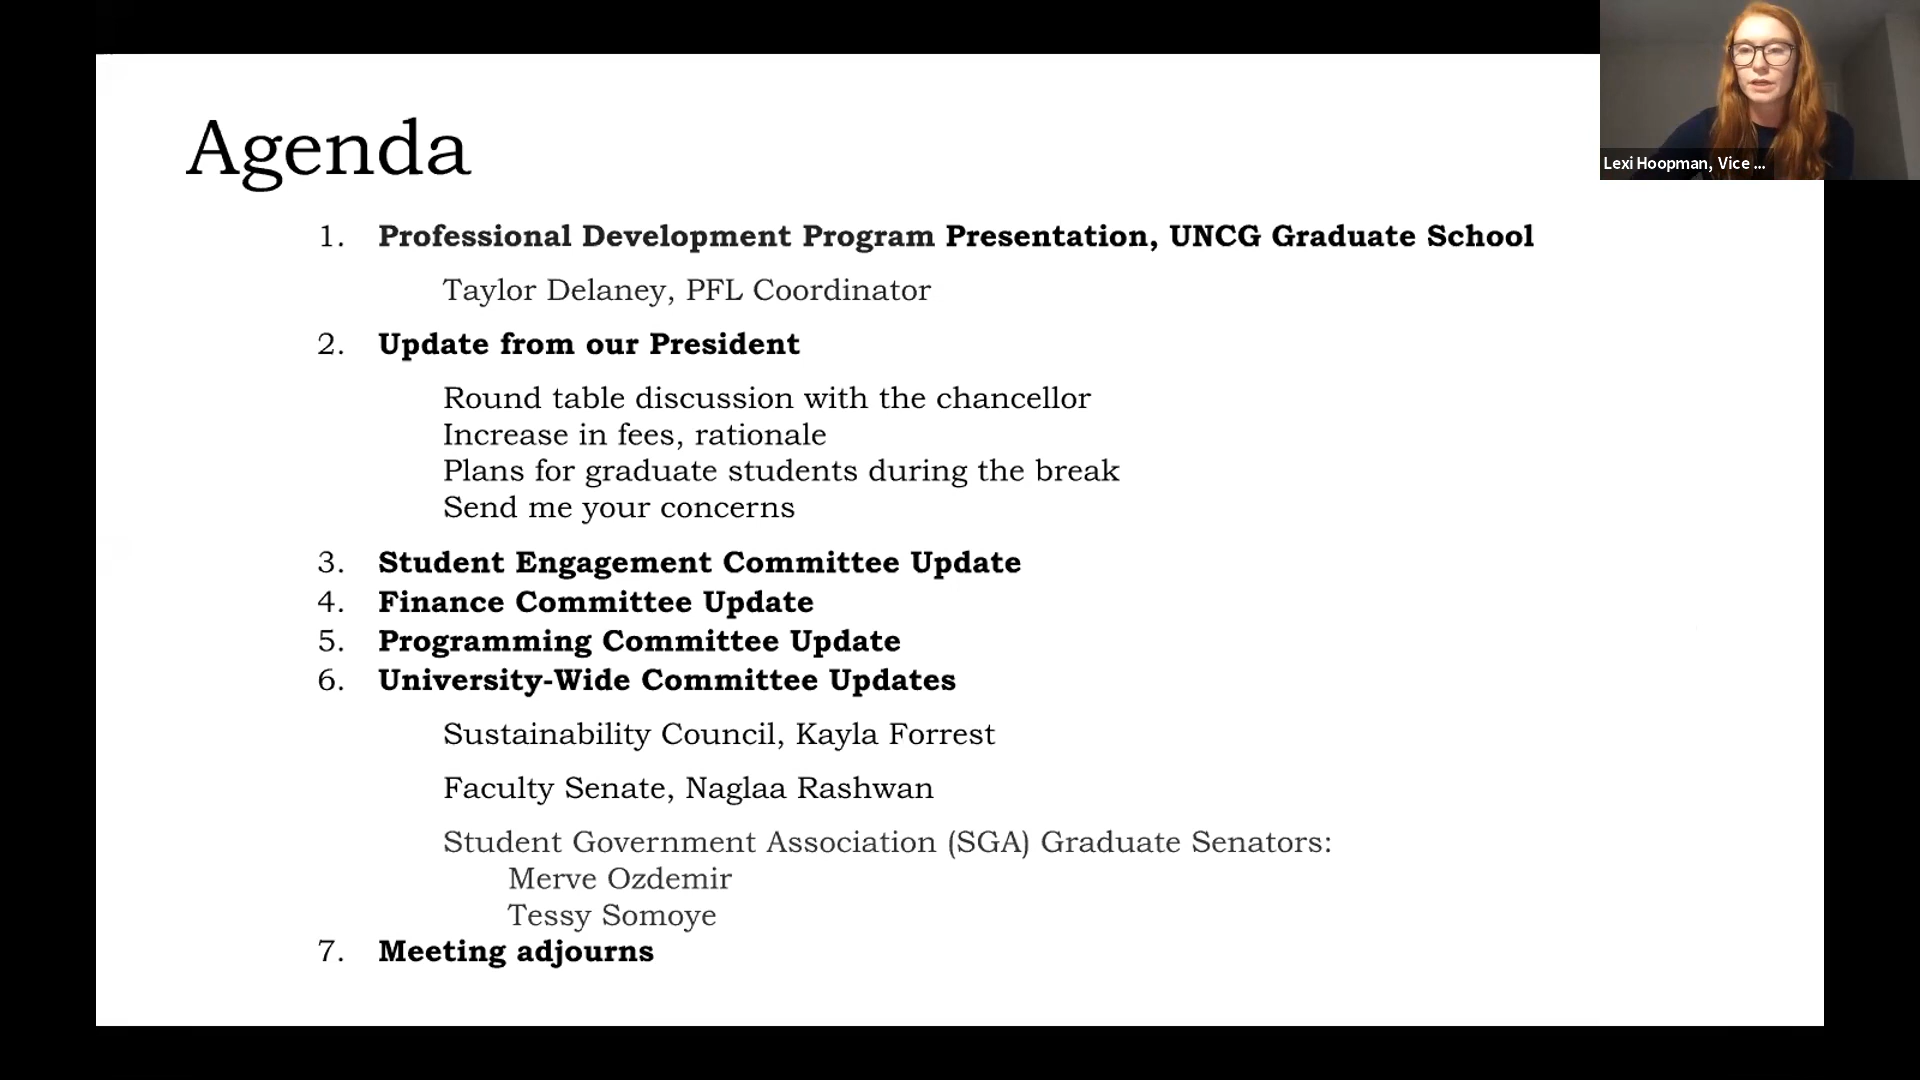 Agenda
Lexi Hoopman, Vice ...
1. Professional Development Program Presentation, UNCG Graduate School
Taylor Delaney, PFL Coordinator
2. Update from our President
Round table discussion with the chancellor
Increase in fees, rationale
Plans for graduate students during the break
Send me your concerns
3. Student Engagement Committee Update
4. Finance Committee Update
5. Programming Committee Update
6. University-Wide Committee Updates
Sustainability Council, Kayla Forrest
Faculty Senate, Naglaa Rashwan
Student Government Association (SGA) Graduate Senators:
Merve Ozdemir
Tessy Somoye
7. Meeting adjourns